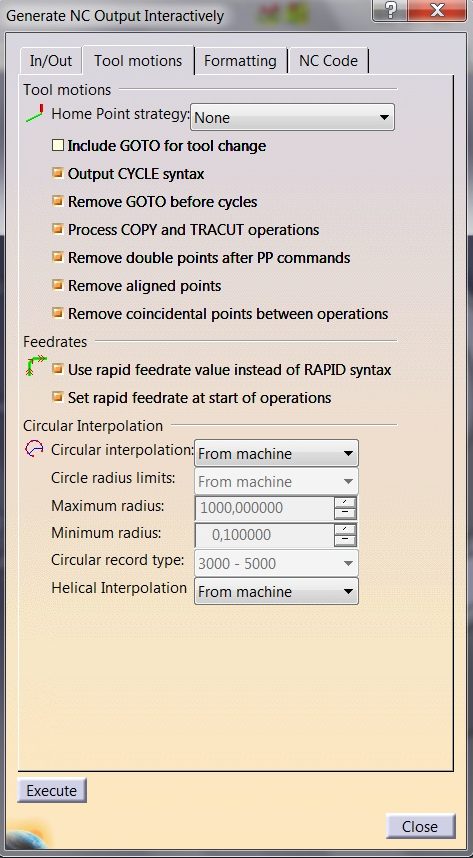 Generate NC Output Interactively
?
X
In/Out Tool motions Formatting NC Code
Tool motions
Home Point strategy: None
Include GOTO for tool change
Output CYCLE syntax
Remove GOTO before cycles
Process COPY and TRACUT operations
Remove double points after PP commands
Remove aligned points
Remove coincidental points between operations
Feedrates
Use rapid feedrate value instead of RAPID syntax
Set rapid feedrate at start of operations
Circular Interpolation
Circular interpolation: From machine
Circle radius limits: From machine
Maximum radius: 1000,000000
Minimum radius: 0,100000
Circular record type: 3000 - 5000
Helical Interpolation From machine
Execute
Close